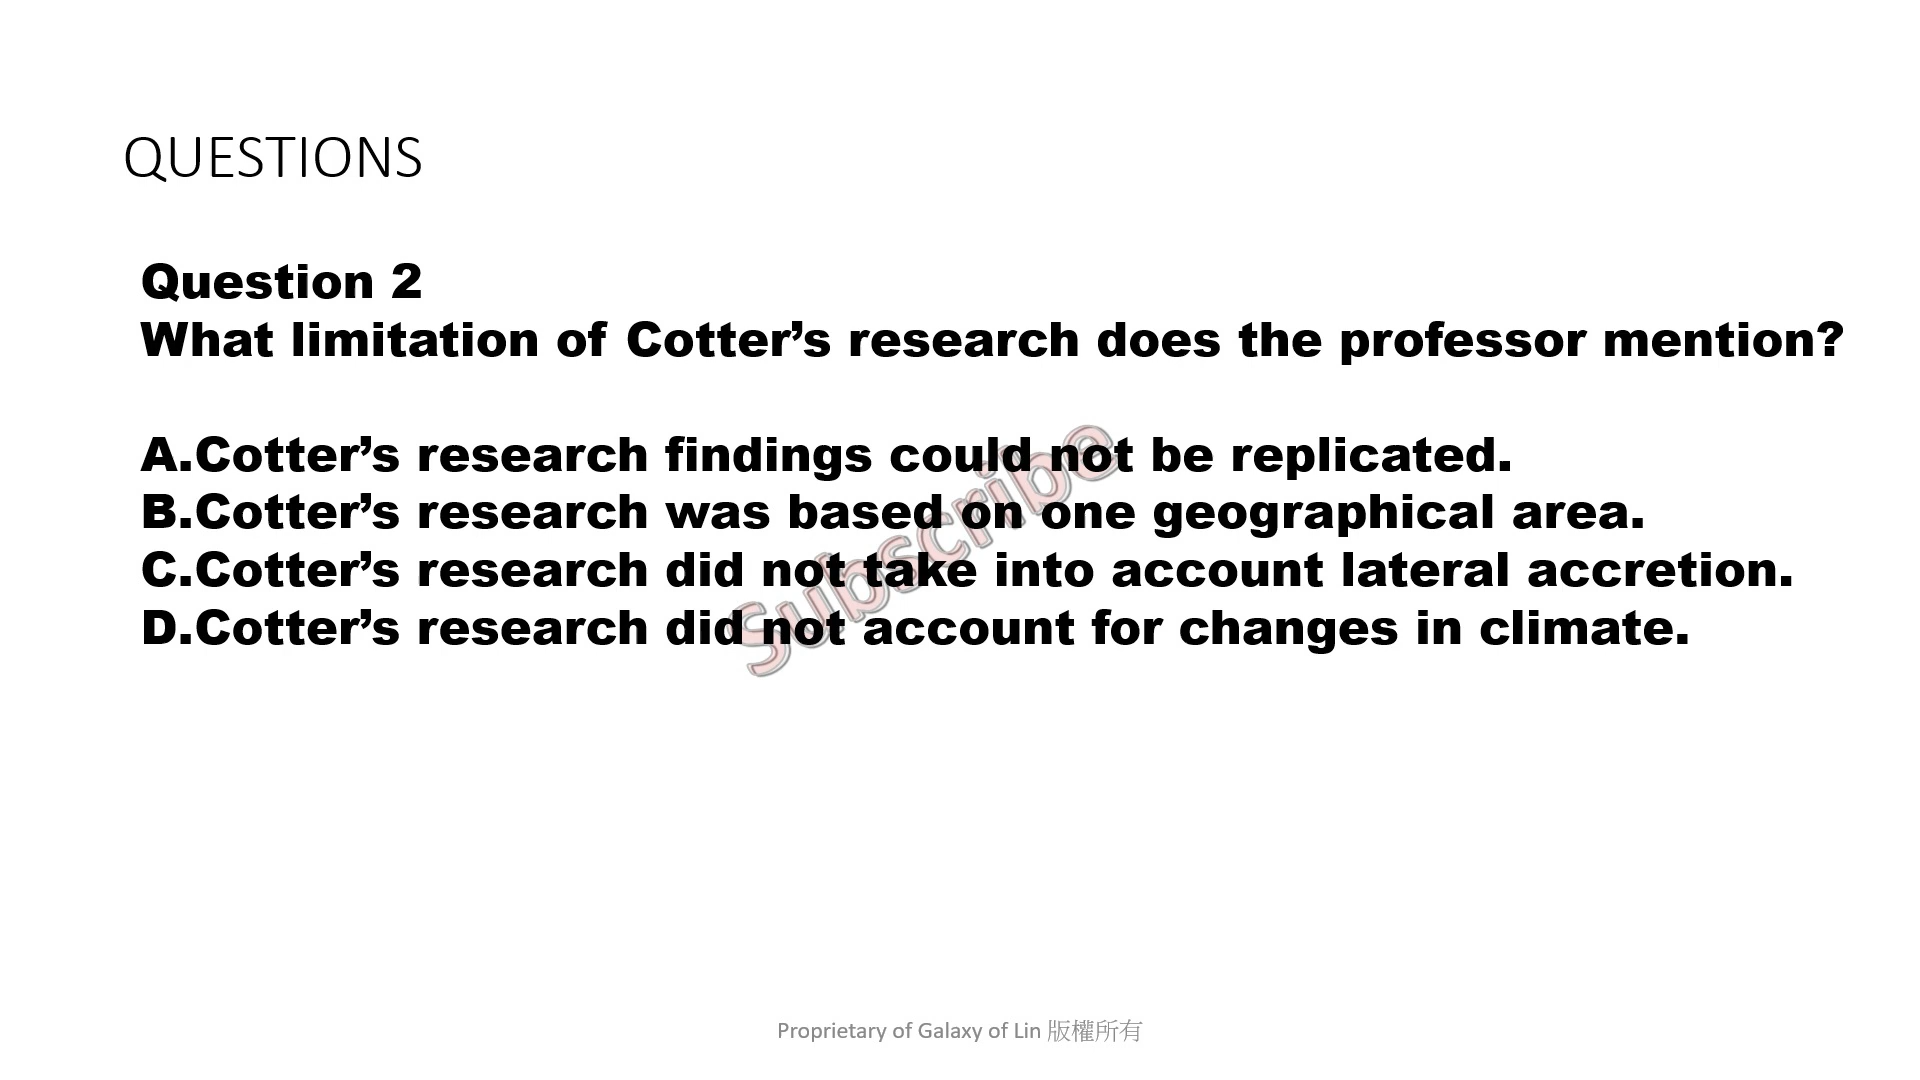 QUESTIONS
Question 2
What limitation of Cotter’s research does the professor mention?
A.Cotter’s research findings could not be replicated.
B.Cotter’s research was based on one geographical area.
C.Cotter’s research did not take into account lateral accretion.
D.Cotter’s research did not account for changes in climate.
Subscribe
Proprietary of Galaxy of Lin 版權所有